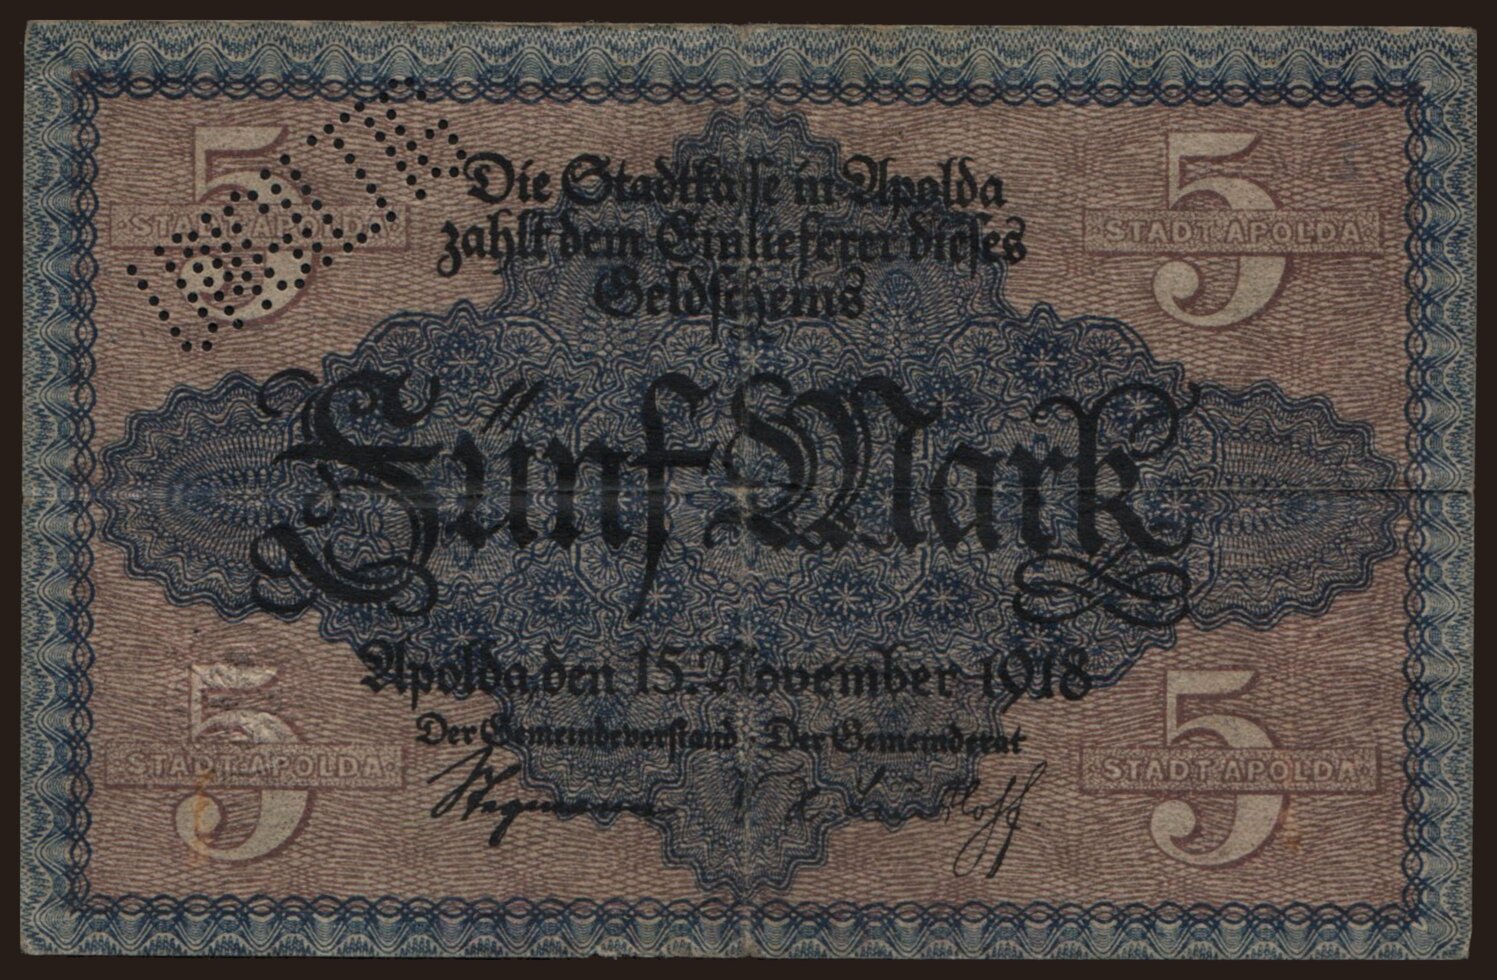 5 5
STADT APOLDA STADT APOLDA
Die Stadtkasse in Apolda
zahlt dem Einlieferer dieses
Geldscheins
Fünf Mark
Apolda, den 15. November 1918
Der Gemeindevorstand Der Gemeinderat
5 5
STADT APOLDA STADT APOLDA